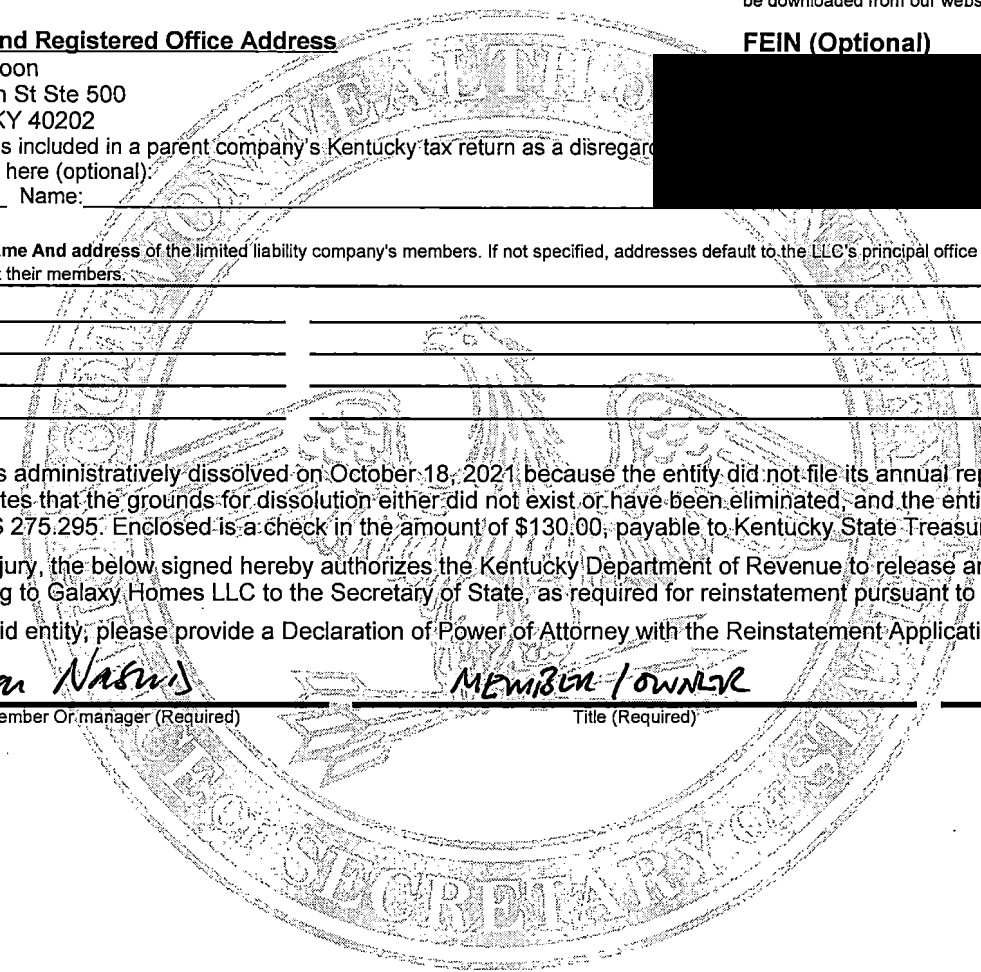 be downloaded from our webs
nd Registered Office Address
FEIN (Optional)
oon
n St Ste 500
KY 40202
s included in a parent company's Kentucky tax return as a disregard
here (optional):
Name:
me And address of the limited liability company's members. If not specified, addresses default to the LLC's principal office
t their members.
s administratively dissolved on October 18, 2021 because the entity did not file its annual rep
tes that the grounds for dissolution either did not exist or have been eliminated, and the enti
S 275.295. Enclosed is a check in the amount of $130.00, payable to Kentucky State Treasu
jury, the below signed hereby authorizes the Kentucky Department of Revenue to release an
g to Galaxy Homes LLC to the Secretary of State, as required for reinstatement pursuant to
id entity, please provide a Declaration of Power of Attorney with the Reinstatement Applicati
MEMBER / OWNER
ember Or manager (Required)
Title (Required)
COMMONWEALTH O
SECRETARY OF